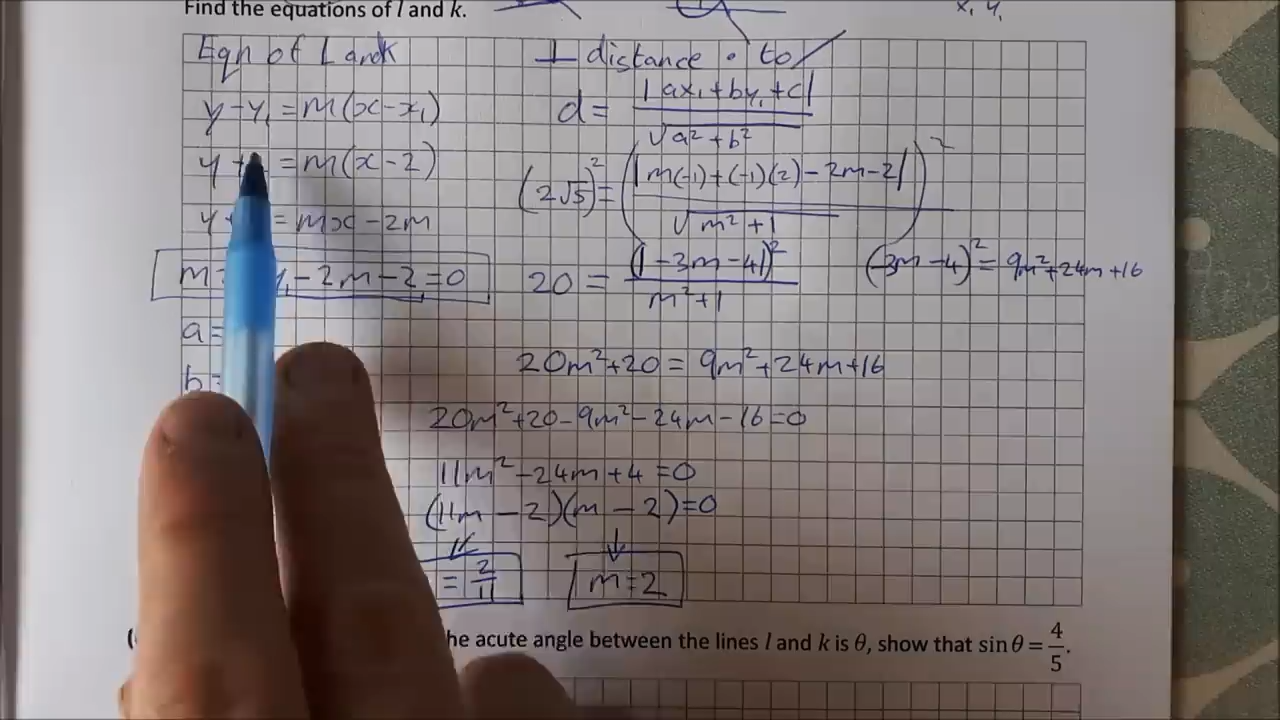 Find the equations of l and k.
x₁ y₁
Eqn of L and k
y - y₁ = m(x - x₁)
y + = m(x - 2)
y + = mx - 2m
m - 2m - 2 = 0
a =
b =
⊥ distance • to /
d = |ax₁ + by₁ + c|
√a² + b²
(2√5)² = (|m(-1) + (-1)(2) - 2m - 2|)²
√m² + 1
20 = (|-3m - 4|)²
m² + 1
(-3m - 4)² = 9m² + 24m + 16
20m² + 20 = 9m² + 24m + 16
20m² + 20 - 9m² - 24m - 16 = 0
11m² - 24m + 4 = 0
(11m - 2)(m - 2) = 0
= 2/11 m = 2
he acute angle between the lines l and k is θ, show that sin θ = 4/5.